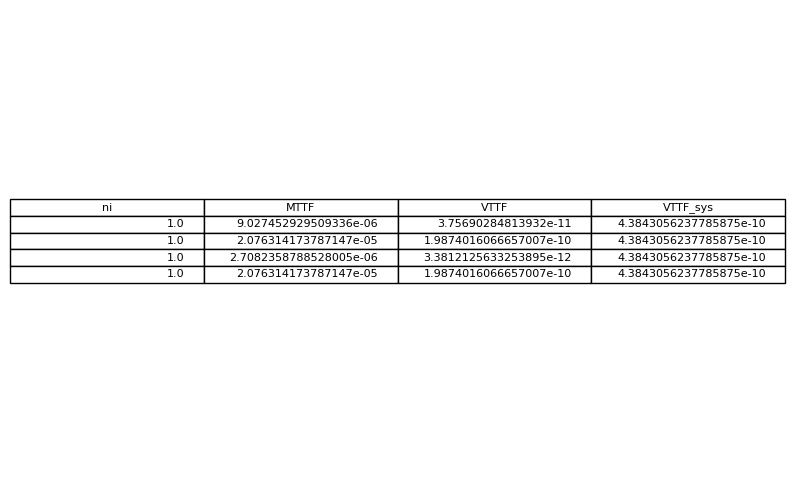 ni MTTF VTTF VTTF_sys
1.0 9.027452929509336e-06 3.75690284813932e-11 4.3843056237785875e-10
1.0 2.076314173787147e-05 1.9874016066657007e-10 4.3843056237785875e-10
1.0 2.7082358788528005e-06 3.3812125633253895e-12 4.3843056237785875e-10
1.0 2.076314173787147e-05 1.9874016066657007e-10 4.3843056237785875e-10